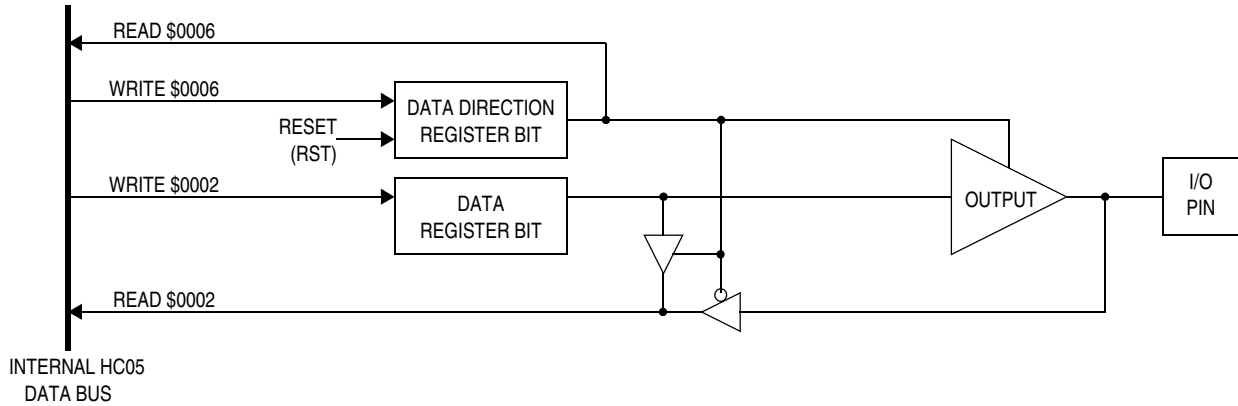 READ $0006
WRITE $0006
DATA DIRECTION
REGISTER BIT
RESET
(RST)
WRITE $0002
DATA
REGISTER BIT
OUTPUT
I/O
PIN
READ $0002
INTERNAL HC05
DATA BUS